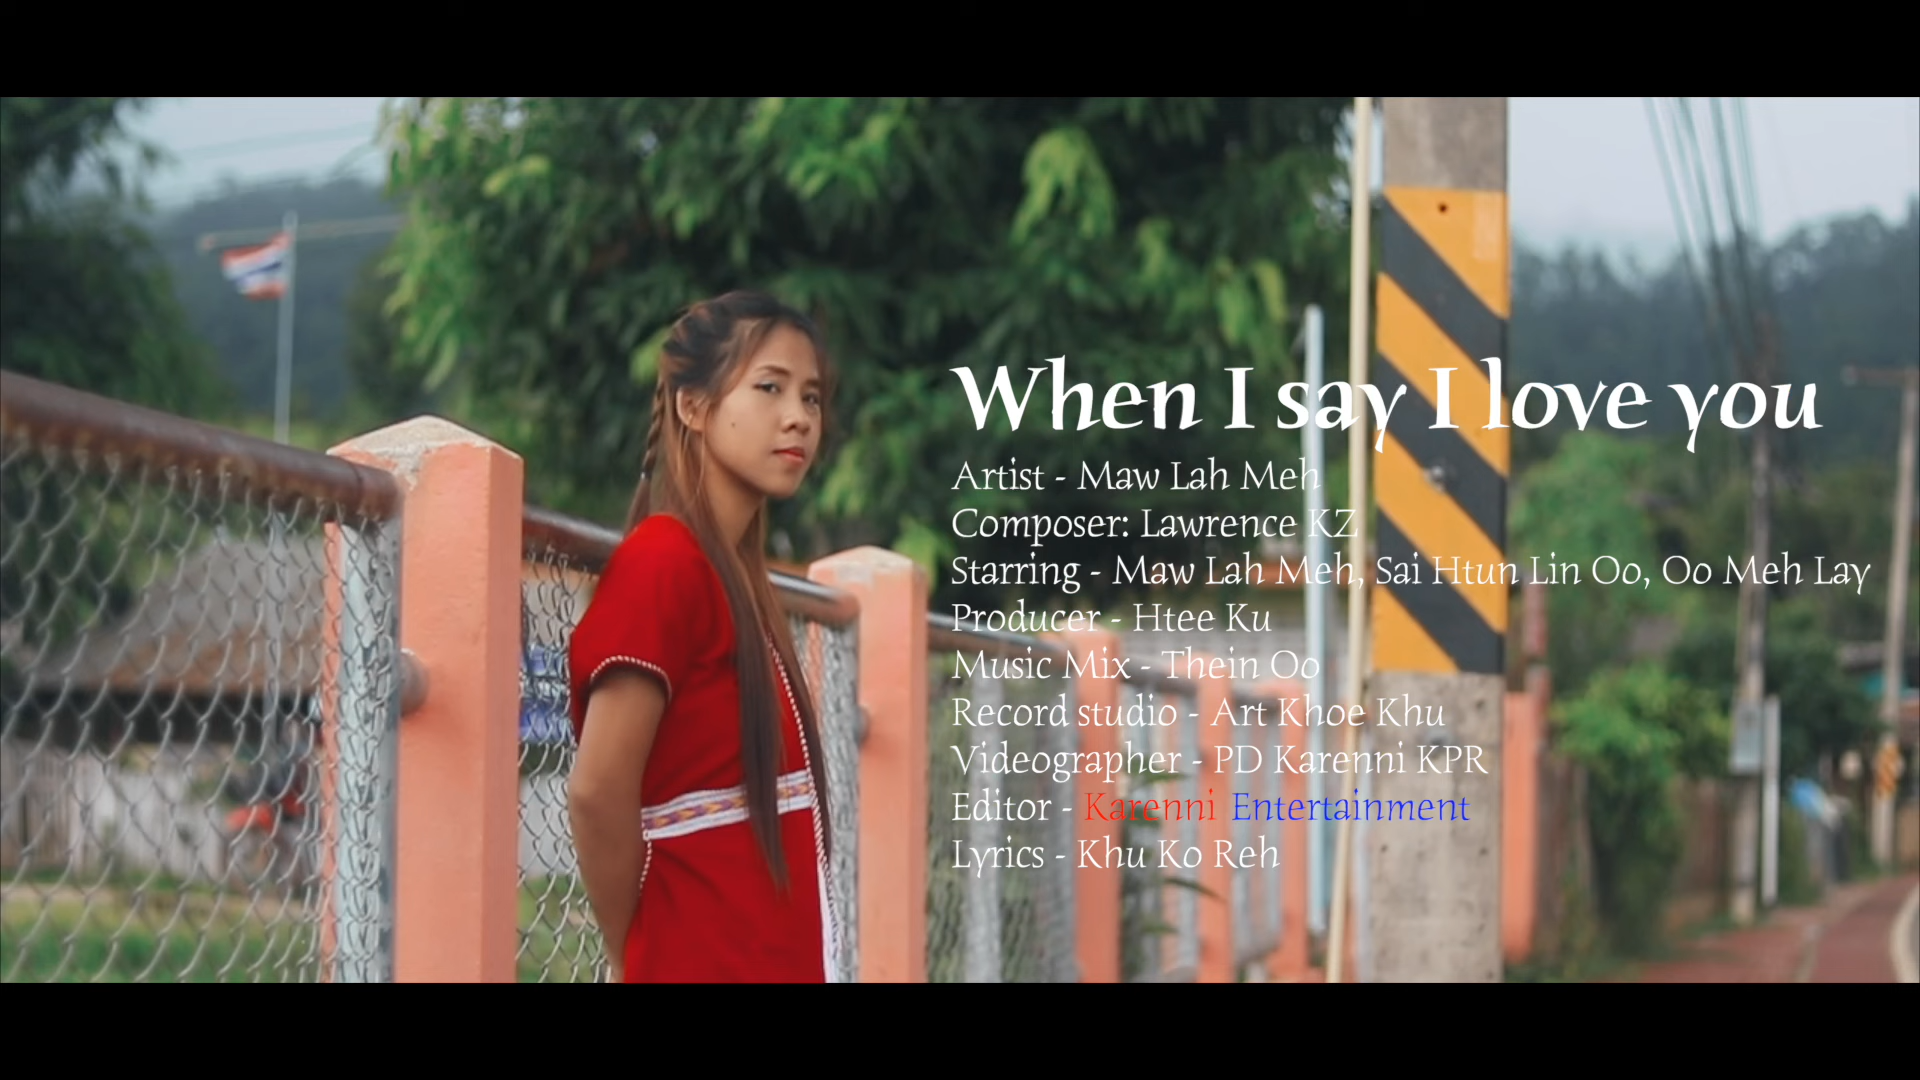 When I say I love you
Artist - Maw Lah Meh
Composer: Lawrence KZ
Starring - Maw Lah Meh, Sai Htun Lin Oo, Oo Meh Lay
Producer - Htee Ku
Music Mix - Thein Oo
Record studio - Art Khoe Khu
Videographer - PD Karenni KPR
Editor - Karenni Entertainment
Lyrics - Khu Ko Reh